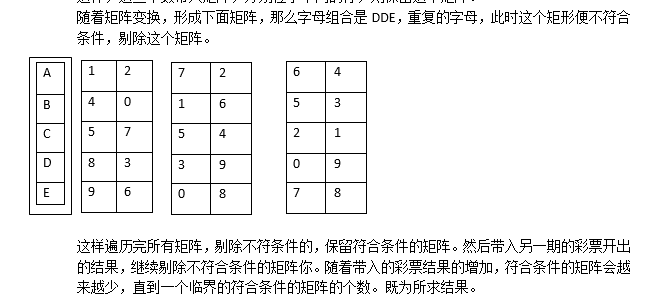 随着矩阵变换，形成下面矩阵，那么字母组合是 DDE，重复的字母，此时这个矩形便不符合
条件，剔除这个矩阵。
A 1 2 7 2 6 4
B 4 0 1 6 5 3
C 5 7 5 4 2 1
D 8 3 3 9 0 9
E 9 6 0 8 7 8
这样遍历完所有矩阵，剔除不符条件的，保留符合条件的矩阵。然后带入另一期的彩票开出
的结果，继续剔除不符合条件的矩阵你。随着带入的彩票结果的增加，符合条件的矩阵会越
来越少，直到一个临界的符合条件的矩阵的个数。既为所求结果。